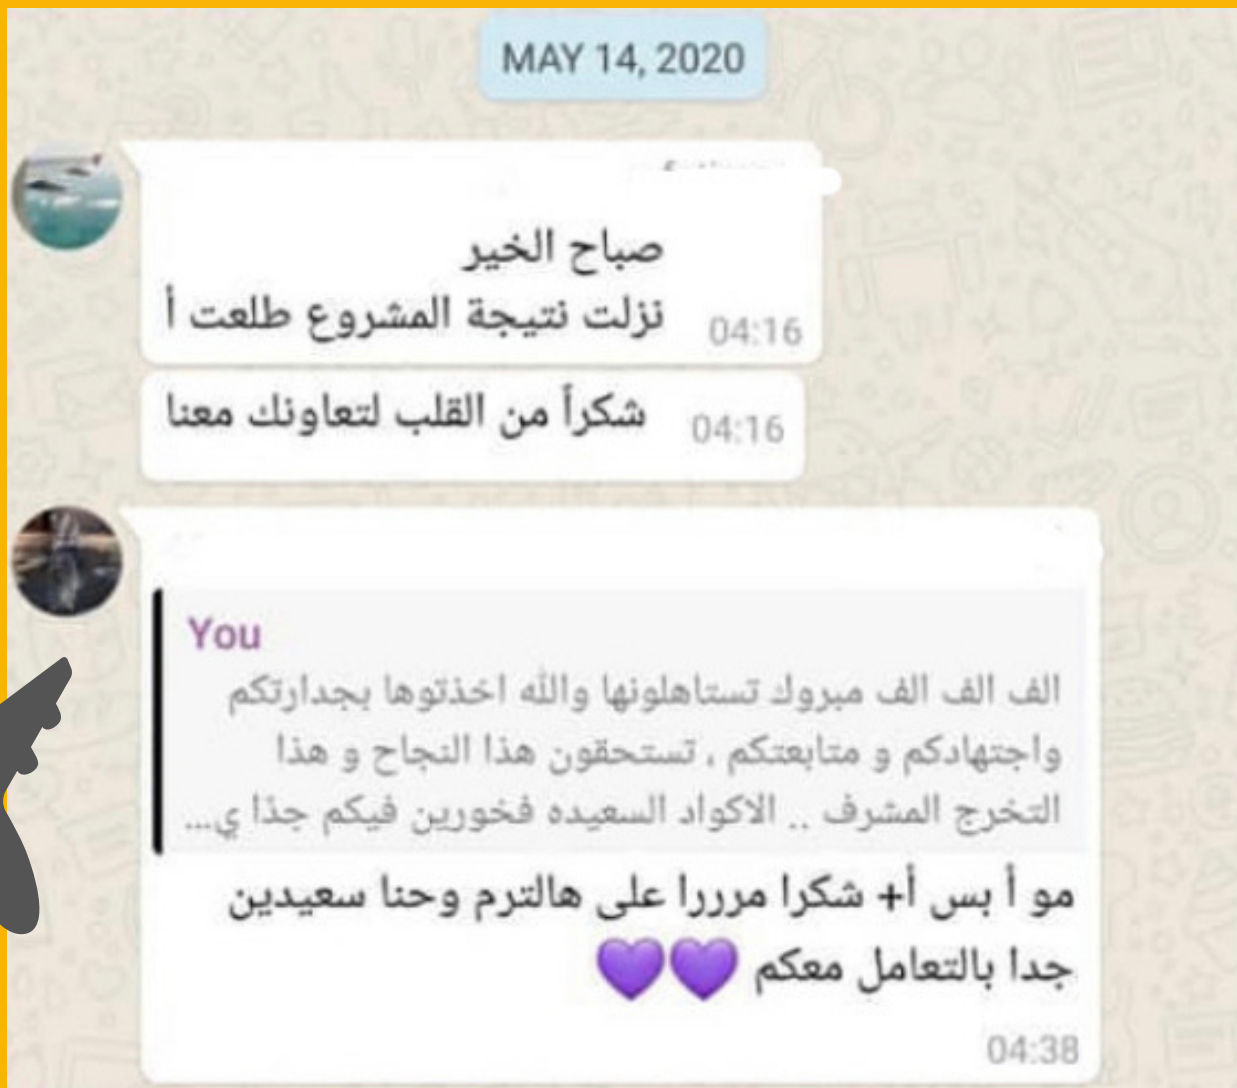 MAY 14, 2020
صباح الخير
نزلت نتيجة المشروع طلعت أ
04:16
شكراً من القلب لتعاونك معنا
04:16
You
الف الف الف مبروك تستاهلونها والله اخذتوها بجدارتكم
واجتهادكم و متابعتكم ، تستحقون هذا النجاح و هذا
التخرج المشرف .. الاكواد السعيده فخورين فيكم جدًا ي...
مو أ بس أ+ شكرا مرررا على هالترم وحنا سعيدين
جدا بالتعامل معكم 💜💜
04:38